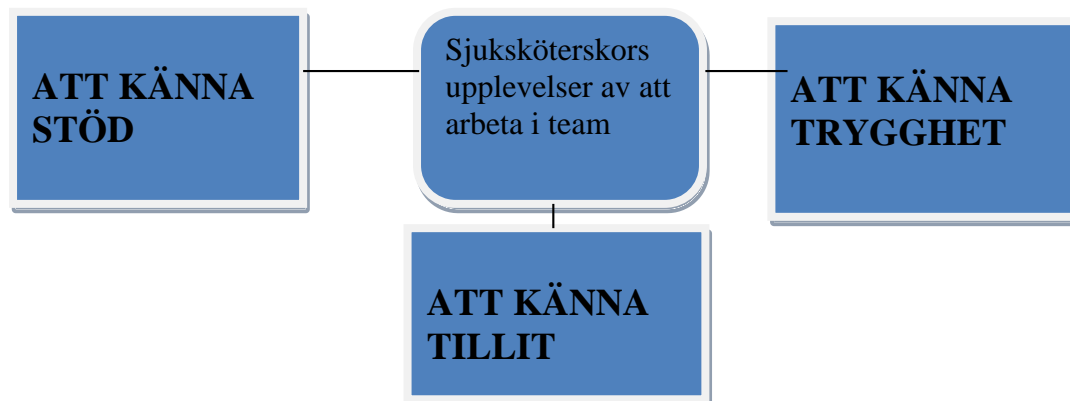 ATT KÄNNA
STÖD
Sjuksköterskors
upplevelser av att
arbeta i team
ATT KÄNNA
TRYGGHET
ATT KÄNNA
TILLIT